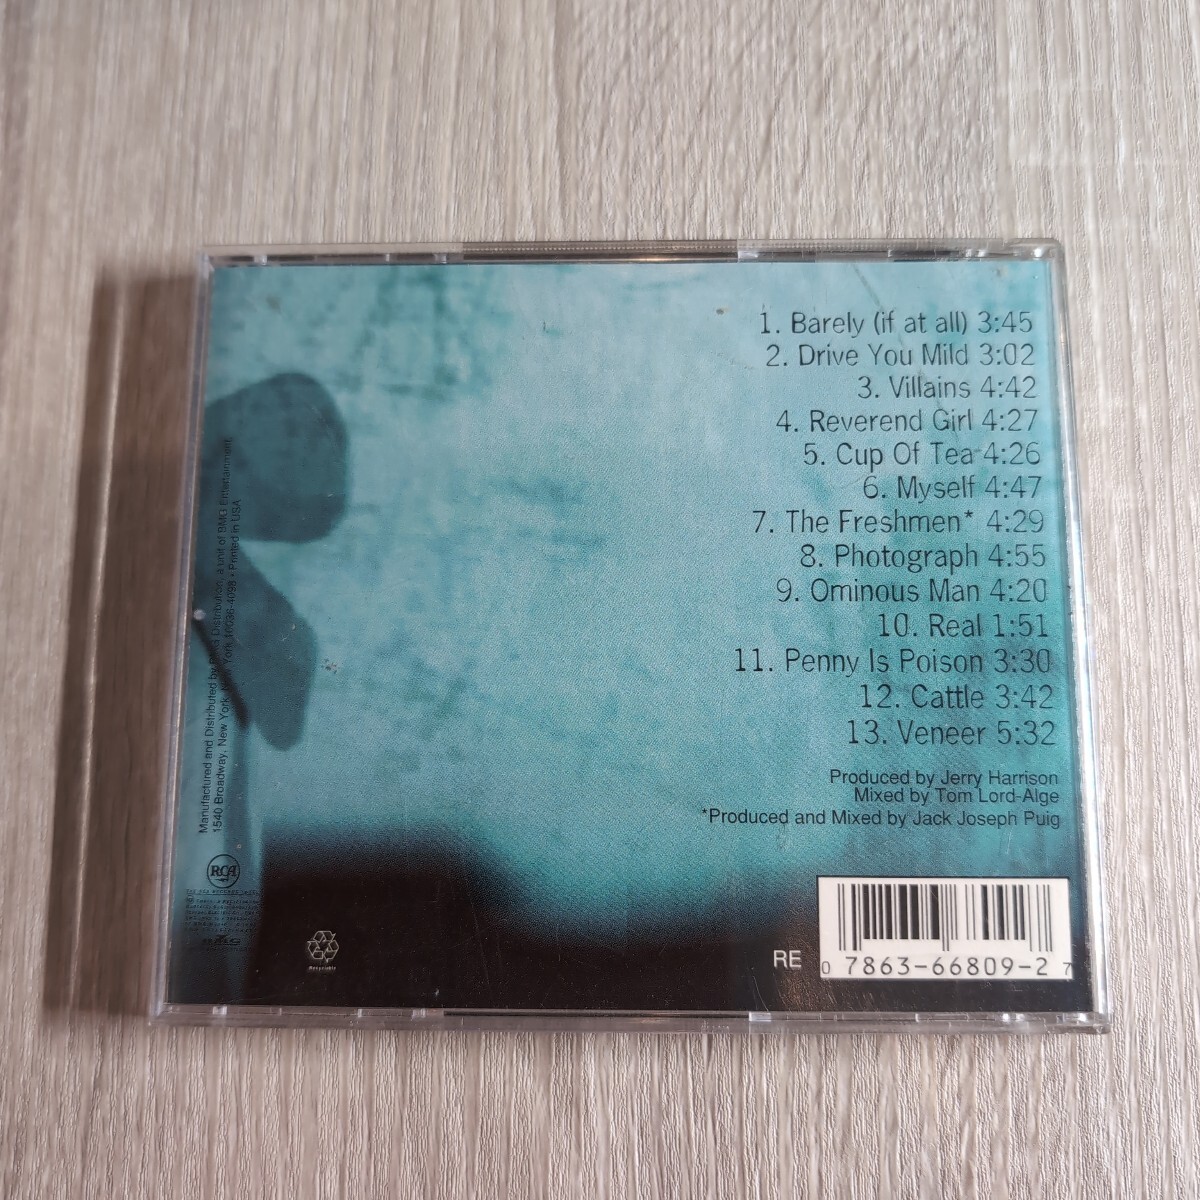 1. Barely (if at all) 3:45
2. Drive You Mild 3:02
3. Villains 4:42
4. Reverend Girl 4:27
5. Cup Of Tea 4:26
6. Myself 4:47
7. The Freshmen* 4:29
8. Photograph 4:55
9. Ominous Man 4:20
10. Real 1:51
11. Penny Is Poison 3:30
12. Cattle 3:42
13. Veneer 5:32
Produced by Jerry Harrison
Mixed by Tom Lord-Alge
*Produced and Mixed by Jack Joseph Puig
Manufactured and Distributed by Distribution, a unit of BMG Entertainment,
1540 Broadway, New York, New York 10036-4098 • Printed in USA
RCA
BMG
Recyclable
RE
0 7863-66809-2 7